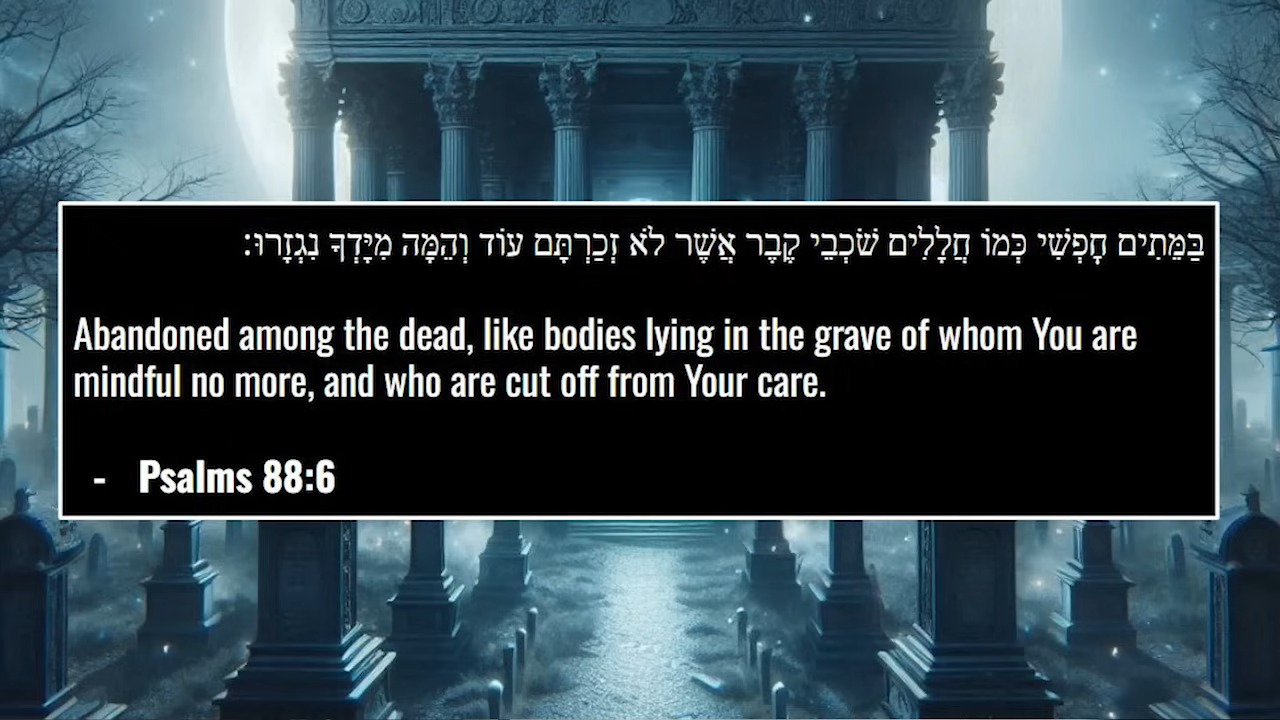 בַּמֵּתִים חָפְשִׁי כְּמוֹ חֲלָלִים שֹׁכְבֵי קֶבֶר אֲשֶׁר לֹא זְכַרְתָּם עוֹד וְהֵמָּה מִיָּדְךָ נִגְזָרוּ:
Abandoned among the dead, like bodies lying in the grave of whom You are
mindful no more, and who are cut off from Your care.
- Psalms 88:6